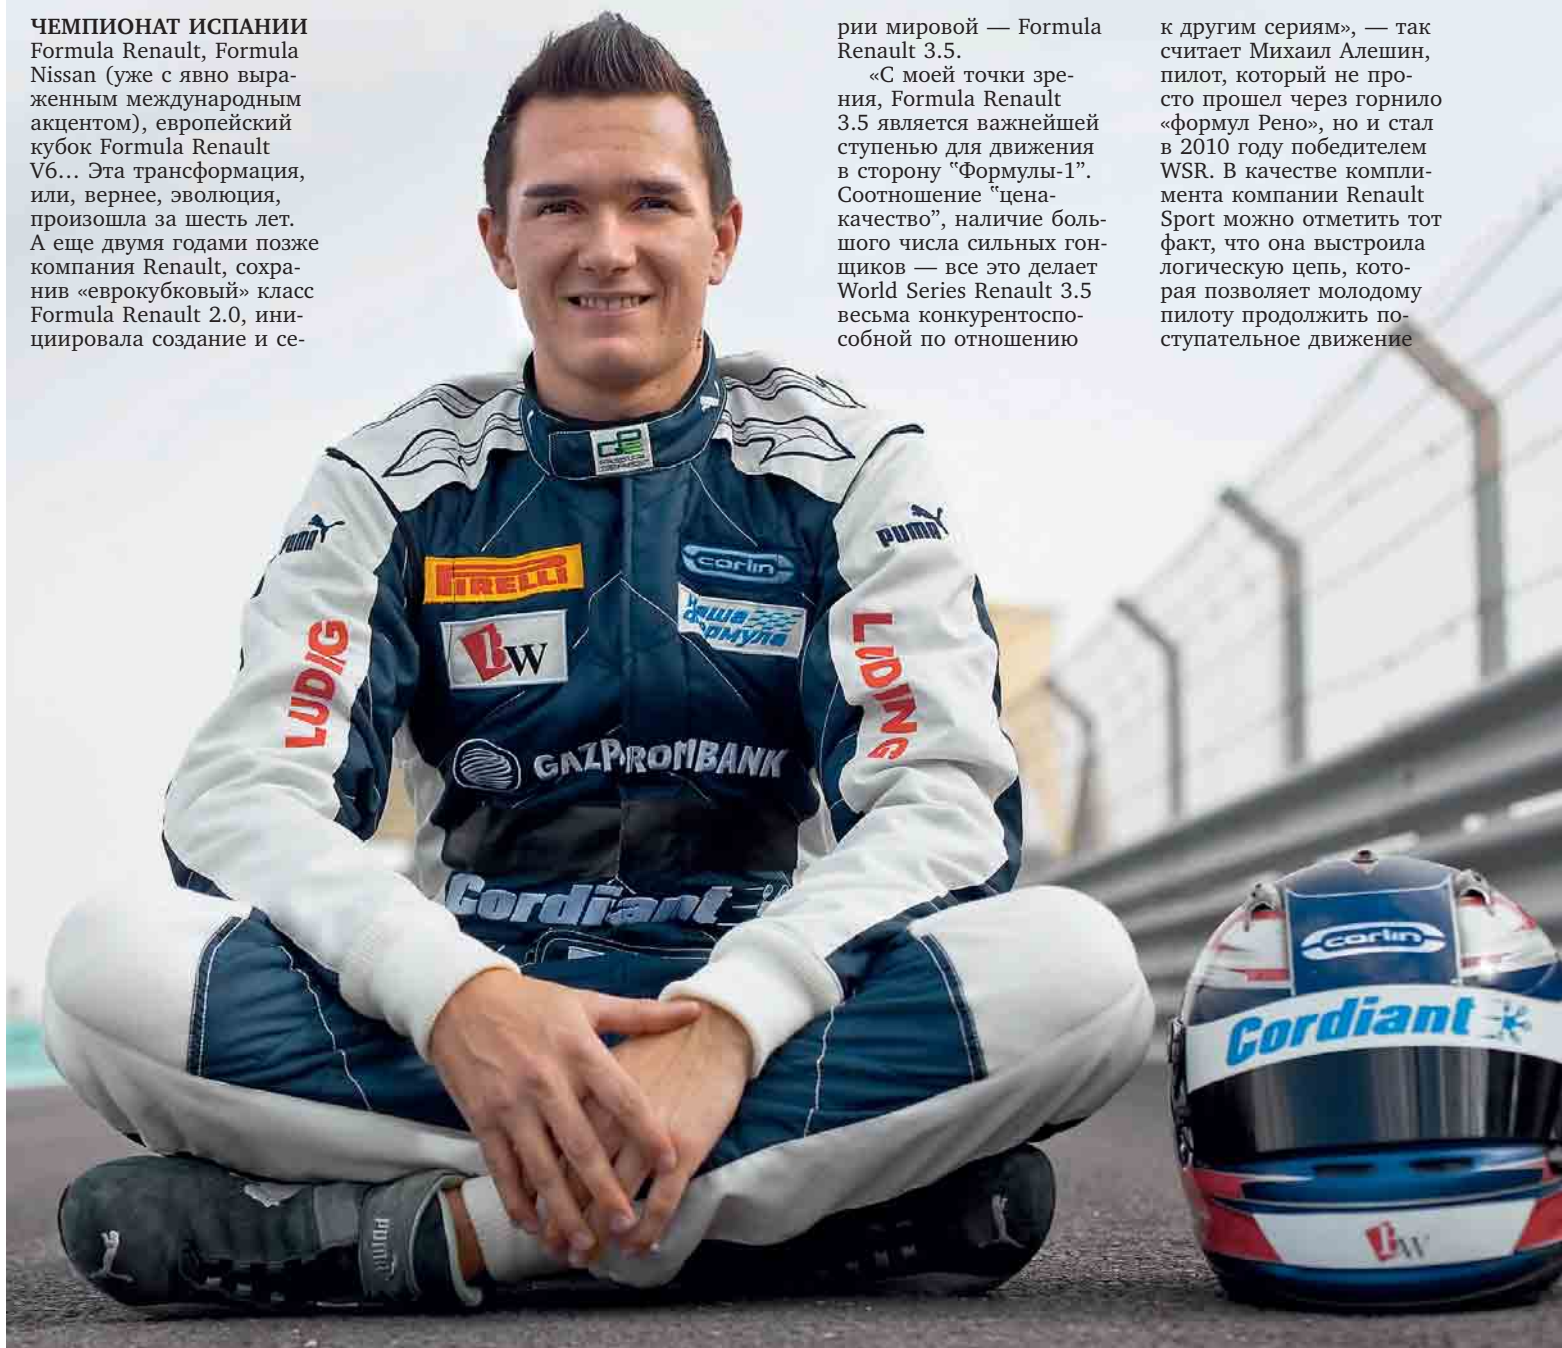 ЧЕМПИОНАТ ИСПАНИИ
Formula Renault, Formula
Nissan (уже с явно выра-
женным международным
акцентом), европейский
кубок Formula Renault
V6... Эта трансформация,
или, вернее, эволюция,
произошла за шесть лет.
А еще двумя годами позже
компания Renault, сохра-
нив «еврокубковый» класс
Formula Renault 2.0, ини-
циировала создание и се-
рии мировой — Formula
Renault 3.5.
«С моей точки зре-
ния, Formula Renault
3.5 является важнейшей
ступенью для движения
в сторону “Формулы-1”.
Соотношение “цена-
качество”, наличие боль-
шого числа сильных гон-
щиков — все это делает
World Series Renault 3.5
весьма конкурентоспо-
собной по отношению
к другим сериям», — так
считает Михаил Алешин,
пилот, который не про-
сто прошел через горнило
«формул Рено», но и стал
в 2010 году победителем
WSR. В качестве компли-
мента компании Renault
Sport можно отметить тот
факт, что она выстроила
логическую цепь, кото-
рая позволяет молодому
пилоту продолжить по-
ступательное движение
PUMA
PUMA
PIRELLI
carlin
Наша
формула
BW
LUDIG
LUDING
GAZPROMBANK
Cordiant
carlin
Cordiant
BW
PUMA